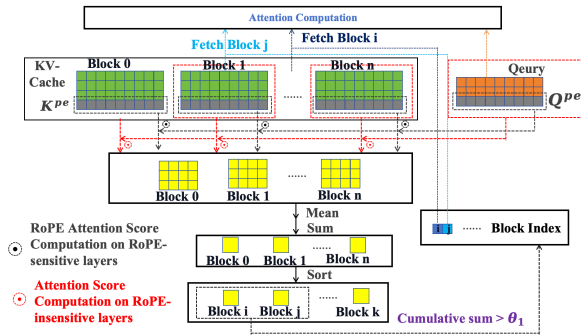 Attention Computation
Fetch Block j
Fetch Block i
KV-
Cache
Block 0
Block 1
Block n
......
Qeury
K^{pe}
Q^{pe}
......
Block 0
Block 1
Block n
Mean
Sum
......
Block 0
Block 1
Block n
Sort
......
Block i
Block j
Block k
i j ...... Block Index
Cumulative sum > θ₁
RoPE Attention Score
Computation on RoPE-
sensitive layers
Attention Score
Computation on RoPE-
insensitive layers